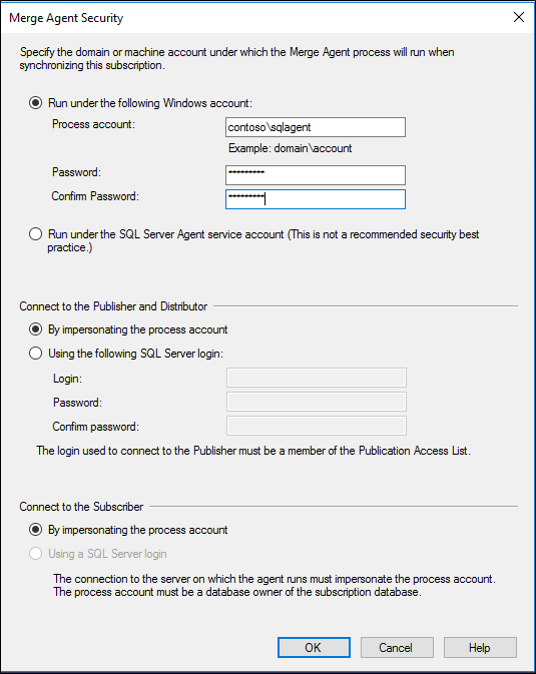 Merge Agent Security
Specify the domain or machine account under which the Merge Agent process will run when
synchronizing this subscription.
Run under the following Windows account:
Process account:
contoso\sqlagent
Example: domain\account
Password:
*********
Confirm Password:
*********
Run under the SQL Server Agent service account (This is not a recommended security best
practice.)
Connect to the Publisher and Distributor
By impersonating the process account
Using the following SQL Server login:
Login:
Password:
Confirm password:
The login used to connect to the Publisher must be a member of the Publication Access List.
Connect to the Subscriber
By impersonating the process account
Using a SQL Server login
The connection to the server on which the agent runs must impersonate the process account.
The process account must be a database owner of the subscription database.
OK
Cancel
Help